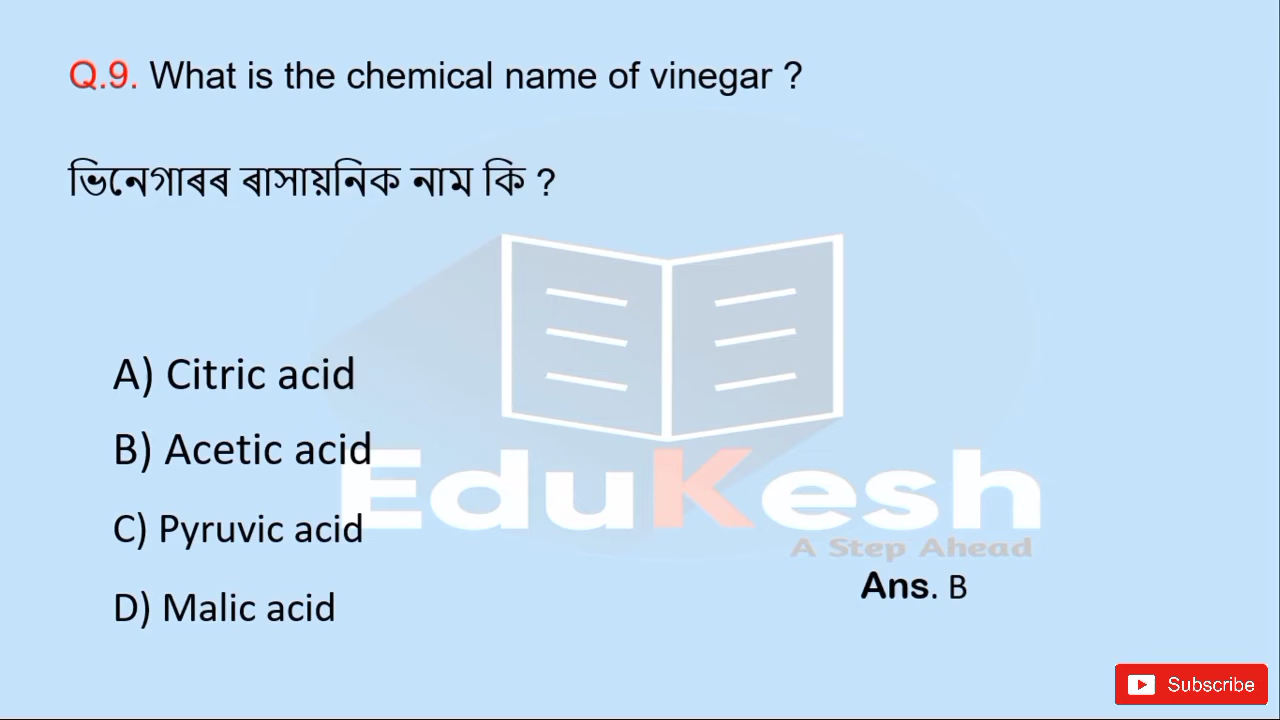 Q.9. What is the chemical name of vinegar ?
ভিনেগাৰৰ ৰাসায়নিক নাম কি ?
A) Citric acid
B) Acetic acid
C) Pyruvic acid
D) Malic acid
EduKesh
A Step Ahead
Ans. B
Subscribe